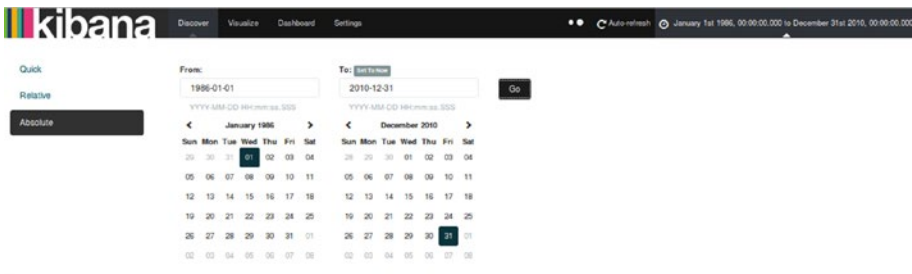 kibana Discover Visualize Dashboard Settings Auto-refresh January 1st 1986, 00:00:00.000 to December 31st 2010, 00:00:00.000
Quick
Relative
Absolute
From:
1986-01-01
YYYY-MM-DD HH:mm:ss.SSS
January 1986
Sun Mon Tue Wed Thu Fri Sat
29 30 31 01 02 03 04
05 06 07 08 09 10 11
12 13 14 15 16 17 18
19 20 21 22 23 24 25
26 27 28 29 30 31 01
02 03 04 05 06 07 08
To: Set To Now
2010-12-31
YYYY-MM-DD HH:mm:ss.SSS
December 2010
Sun Mon Tue Wed Thu Fri Sat
28 29 30 01 02 03 04
05 06 07 08 09 10 11
12 13 14 15 16 17 18
19 20 21 22 23 24 25
26 27 28 29 30 31 01
02 03 04 05 06 07 08
Go